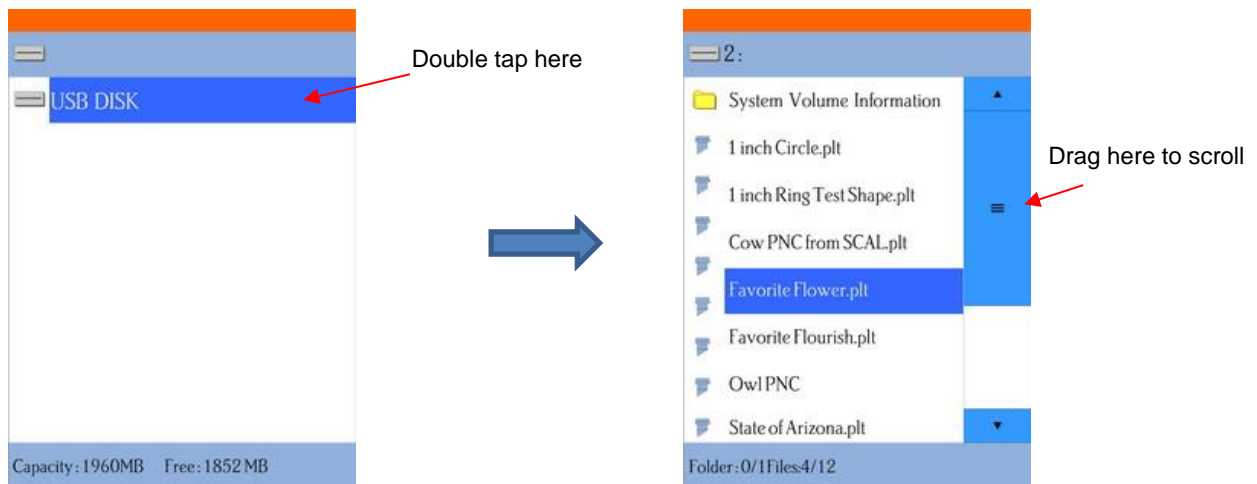 Double tap here
USB DISK
Capacity: 1960MB Free: 1852 MB
2:
System Volume Information
1 inch Circle.plt
1 inch Ring Test Shape.plt
Cow PNC from SCAL.plt
Favorite Flower.plt
Favorite Flourish.plt
Owl PNC
State of Arizona.plt
Folder: 0/1Files:4/12
Drag here to scroll